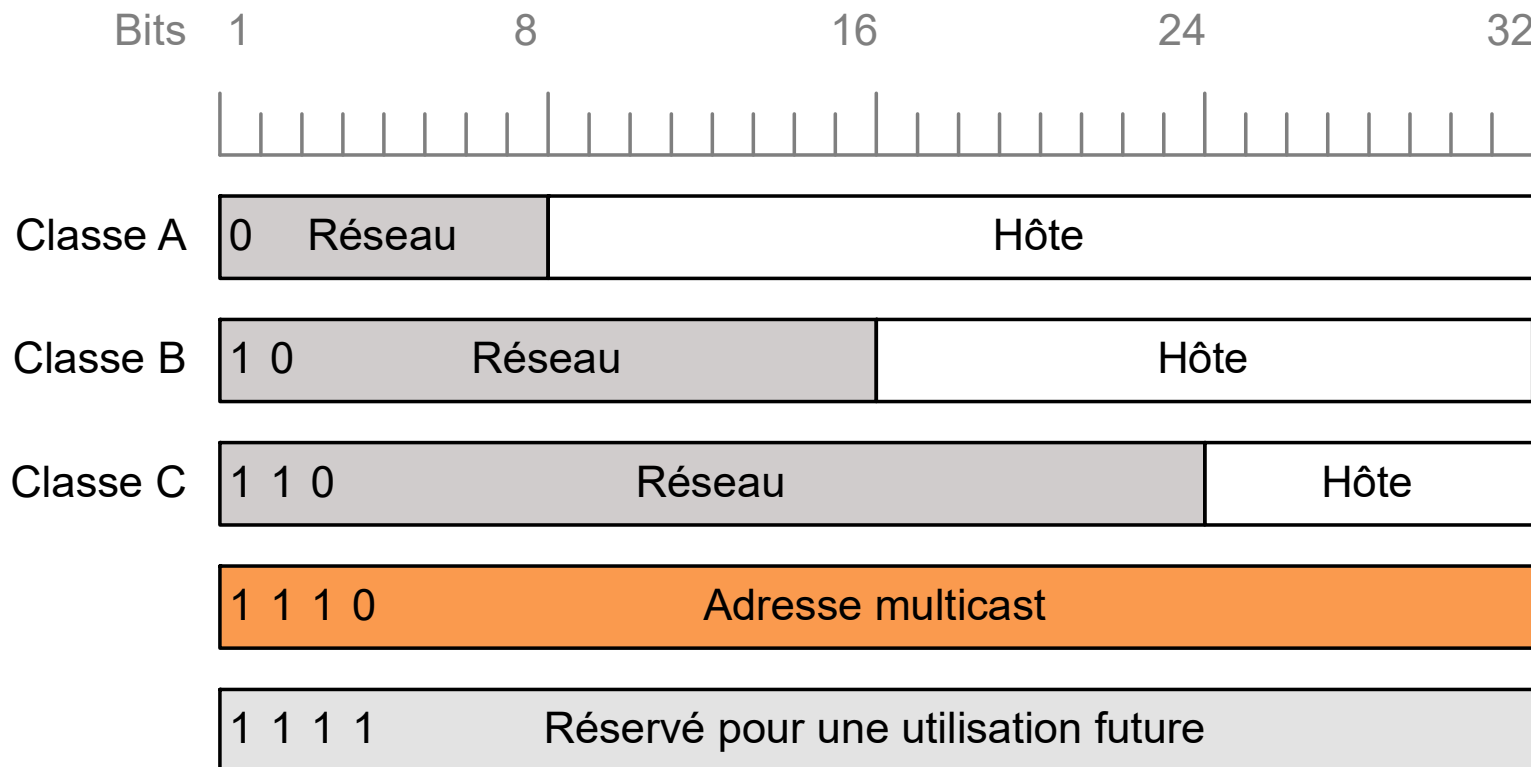 Bits 1 8 16 24 32
Classe A 0 Réseau Hôte
Classe B 1 0 Réseau Hôte
Classe C 1 1 0 Réseau Hôte
1 1 1 0 Adresse multicast
1 1 1 1 Réservé pour une utilisation future